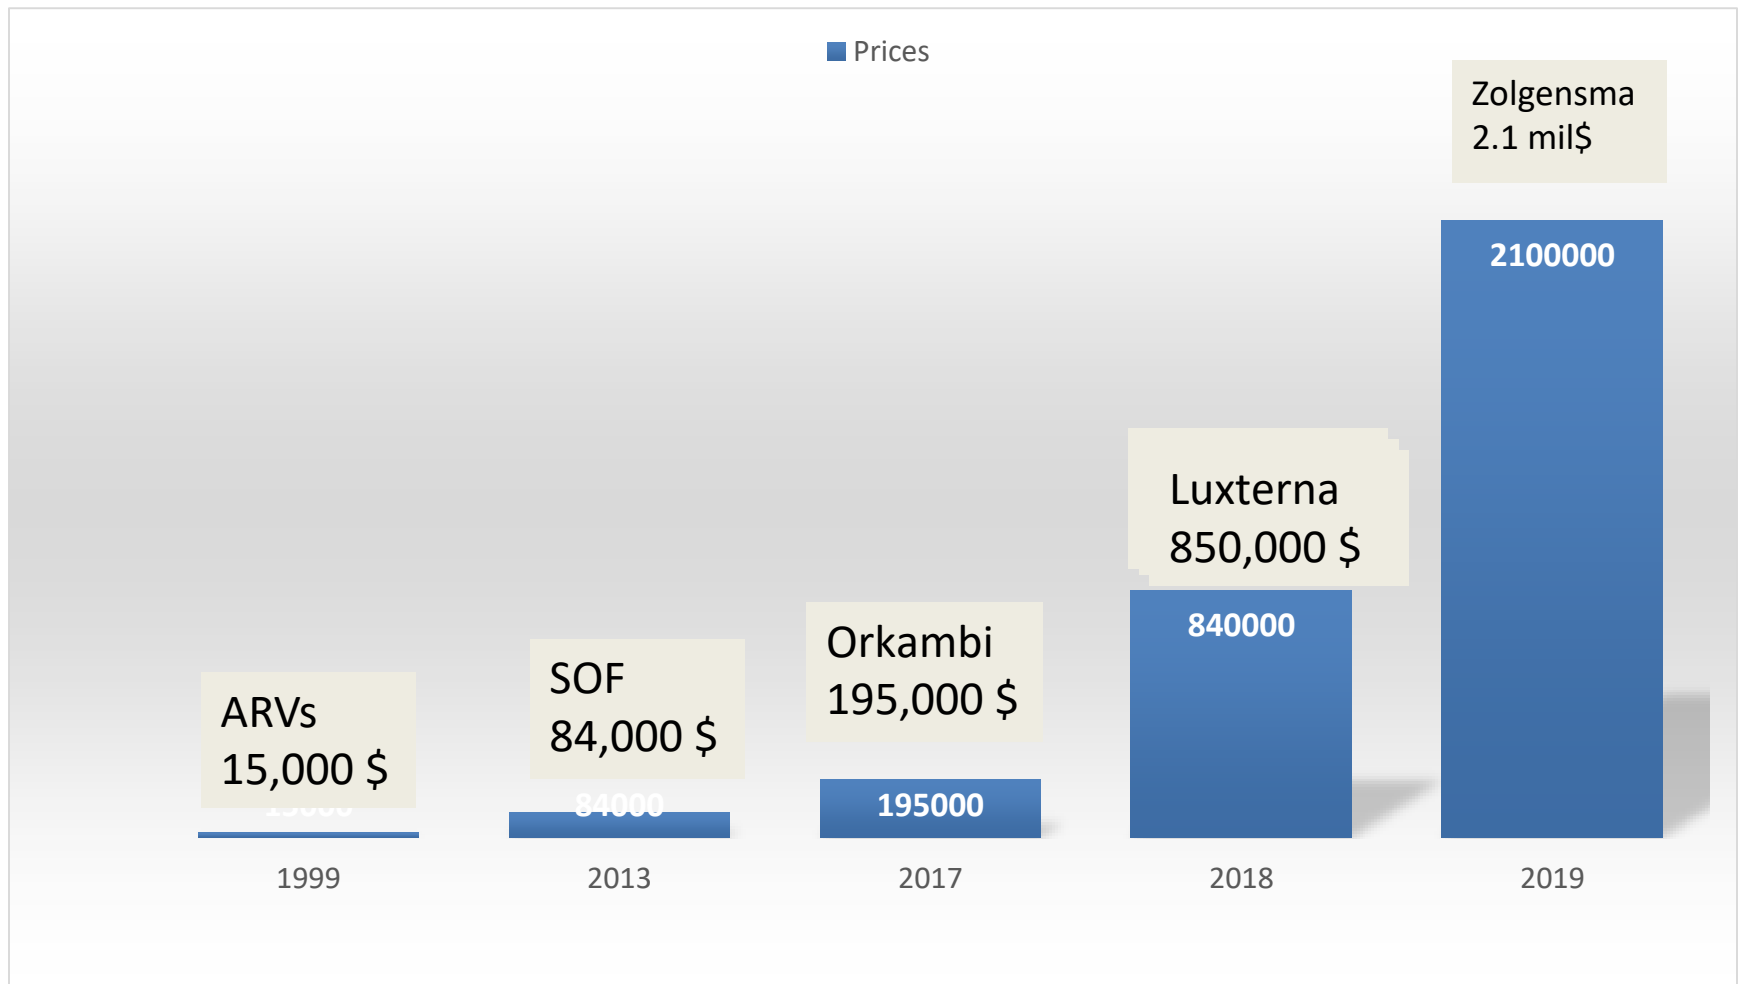 Prices
Zolgensma
2.1 mil$
2100000
Luxterna
850,000 $
840000
Orkambi
195,000 $
195000
SOF
84,000 $
84000
ARVs
15,000 $
15000
1999
2013
2017
2018
2019